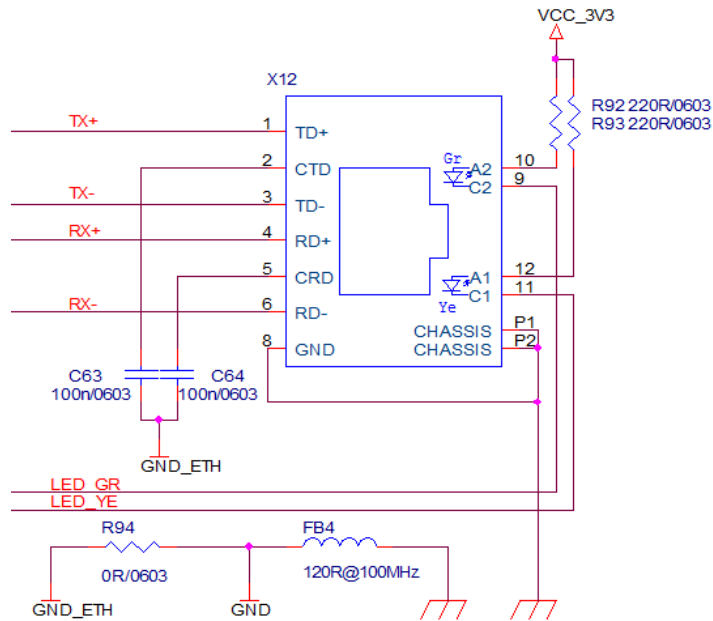 VCC_3V3
X12
R92 220R/0603
R93 220R/0603
TX+
1
TD+
2
CTD
Gr
A2
10
C2
9
TX-
3
TD-
RX+
4
RD+
5
CRD
A1
12
C1
11
Ye
RX-
6
RD-
CHASSIS
P1
CHASSIS
P2
8
GND
C63
100n/0603
C64
100n/0603
GND_ETH
LED_GR
LED_YE
R94
0R/0603
FB4
120R@100MHz
GND_ETH
GND